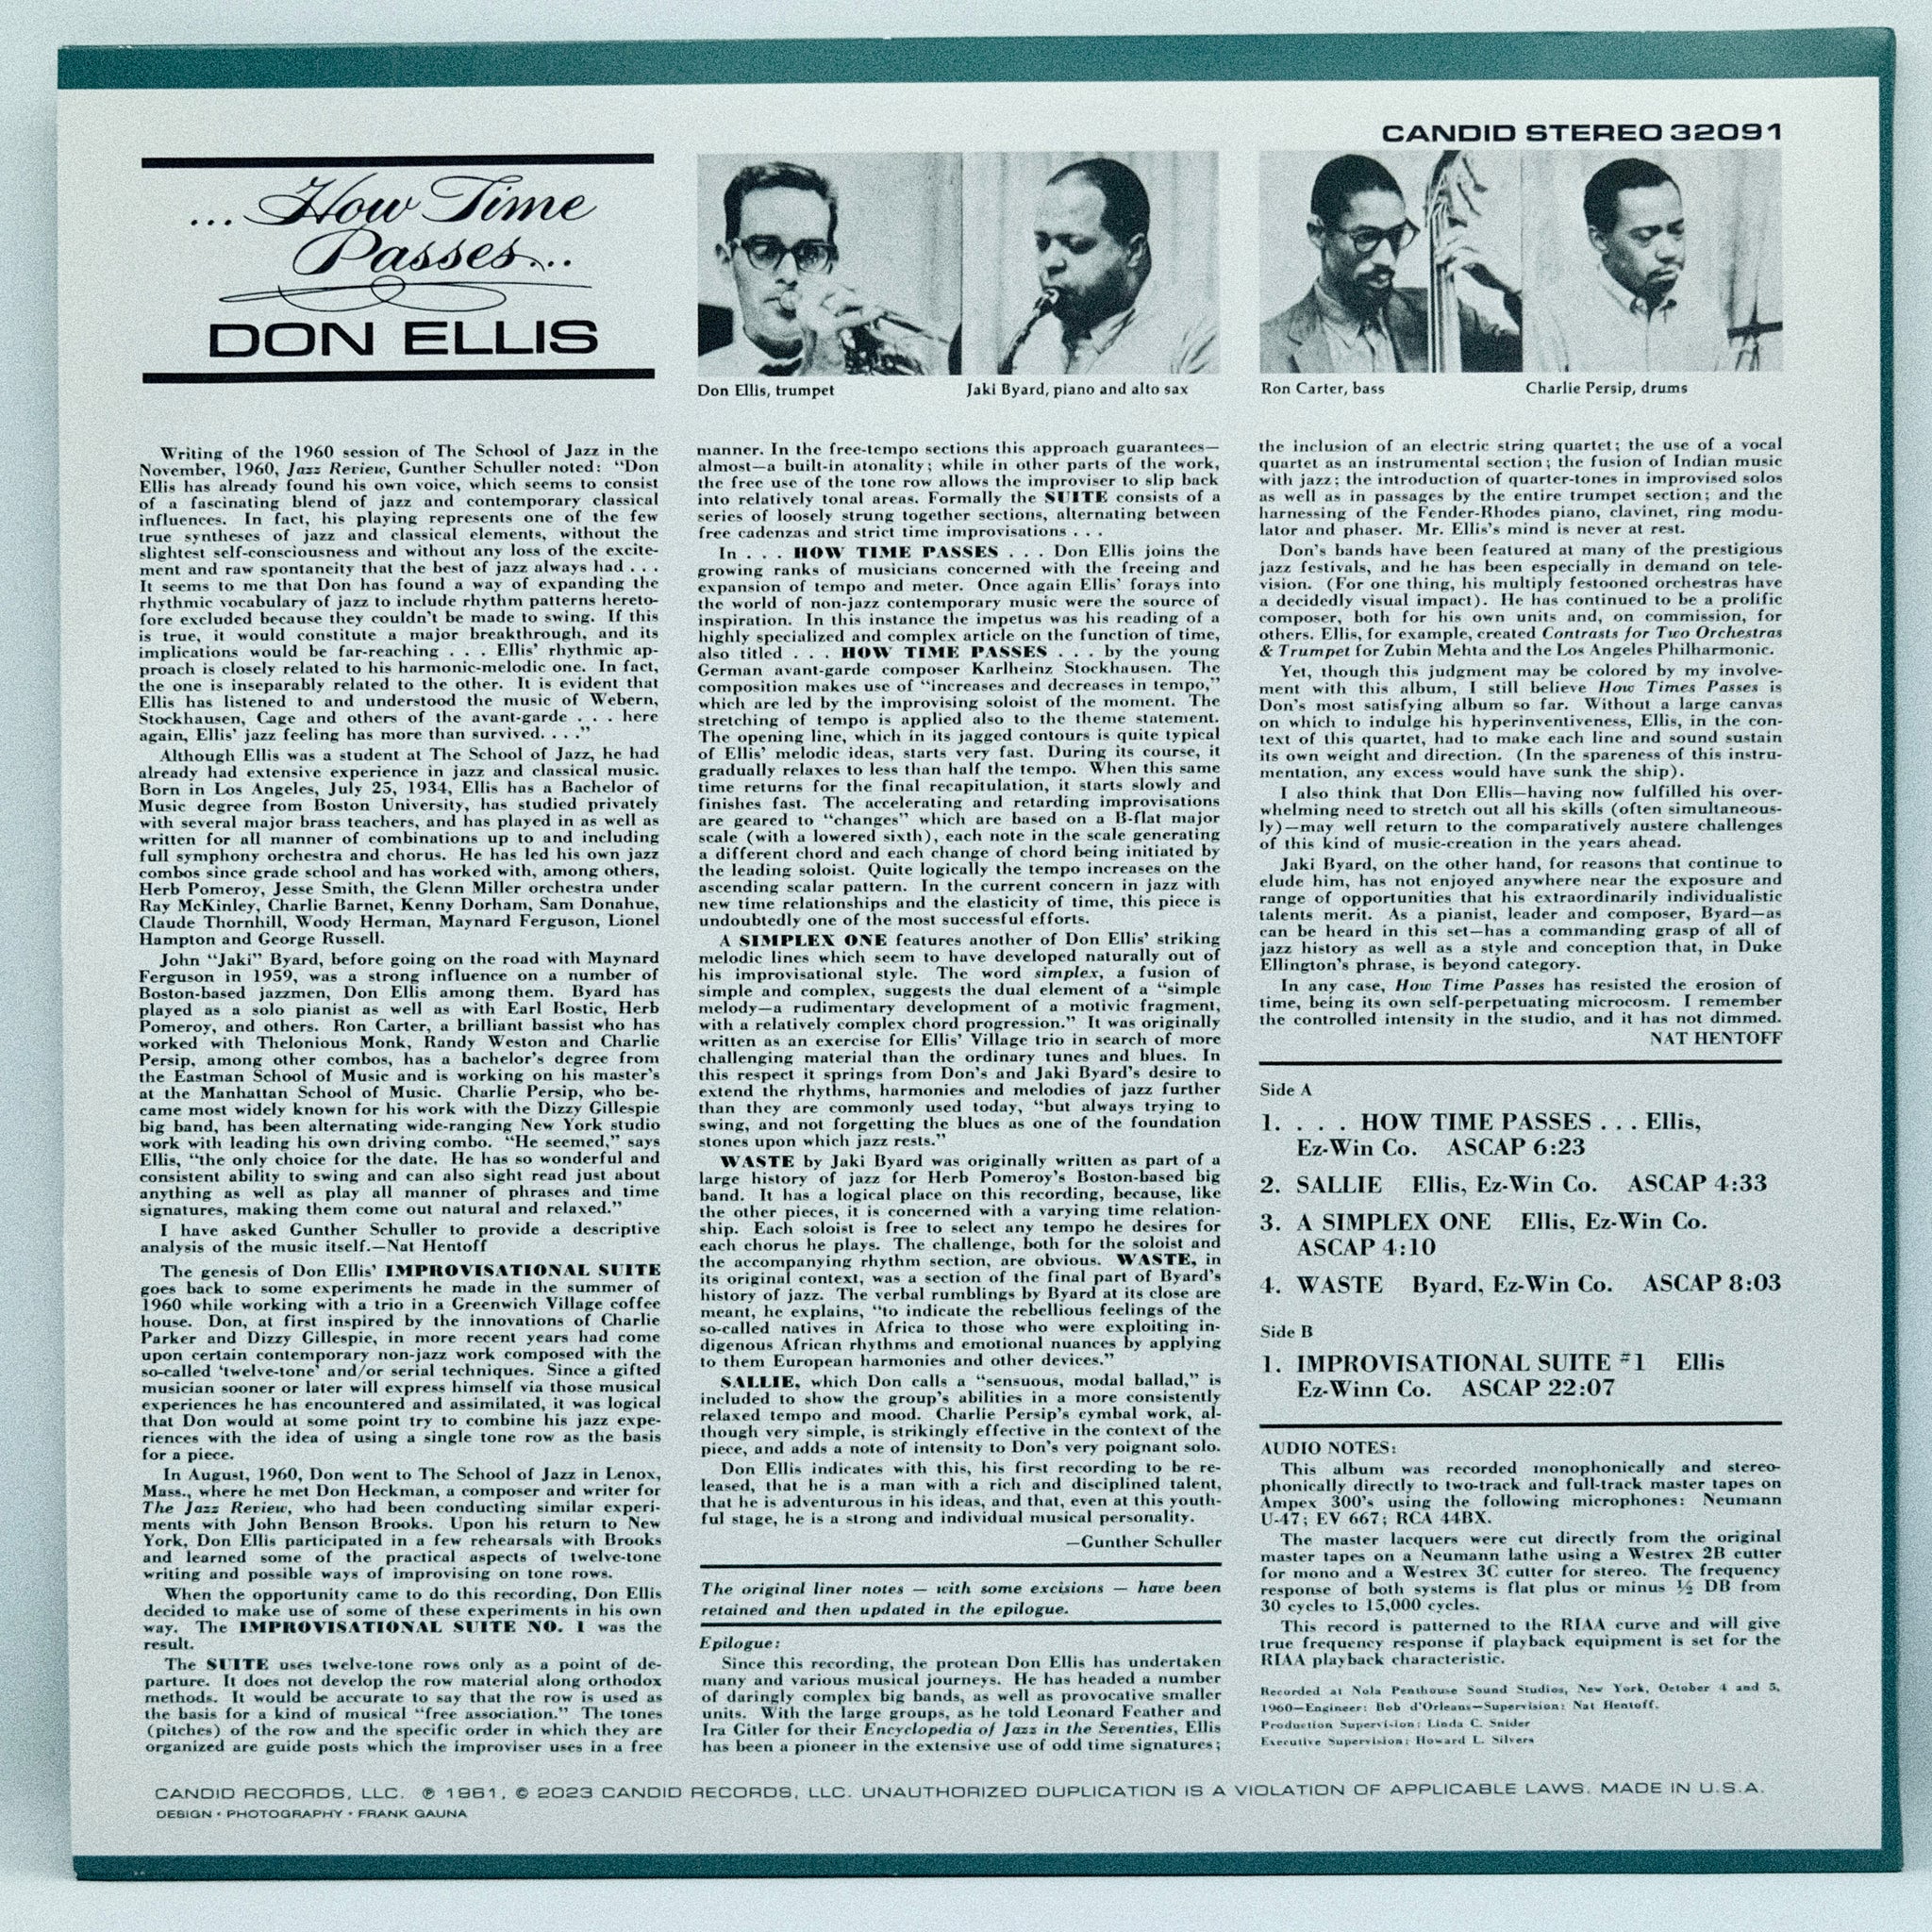 CANDID STEREO 32091
... How Time
Passes...
DON ELLIS
Don Ellis, trumpet
Jaki Byard, piano and alto sax
Ron Carter, bass
Charlie Persip, drums
Writing of the 1960 session of The School of Jazz in the
November, 1960, Jazz Review, Gunther Schuller noted: “Don
Ellis has already found his own voice, which seems to consist
of a fascinating blend of jazz and contemporary classical
influences. In fact, his playing represents one of the few
true syntheses of jazz and classical elements, without the
slightest self-consciousness and without any loss of the excite-
ment and raw spontaneity that the best of jazz always had . . .
It seems to me that Don has found a way of expanding the
rhythmic vocabulary of jazz to include rhythm patterns hereto-
fore excluded because they couldn’t be made to swing. If this
is true, it would constitute a major breakthrough, and its
implications would be far-reaching . . . Ellis’ rhythmic ap-
proach is closely related to his harmonic-melodic one. In fact,
the one is inseparably related to the other. It is evident that
Ellis has listened to and understood the music of Webern,
Stockhausen, Cage and others of the avant-garde . . . here
again, Ellis’ jazz feeling has more than survived. . . .”
Although Ellis was a student at The School of Jazz, he had
already had extensive experience in jazz and classical music.
Born in Los Angeles, July 25, 1934, Ellis has a Bachelor of
Music degree from Boston University, has studied privately
with several major brass teachers, and has played in as well as
written for all manner of combinations up to and including
full symphony orchestra and chorus. He has led his own jazz
combos since grade school and has worked with, among others,
Herb Pomeroy, Jesse Smith, the Glenn Miller orchestra under
Ray McKinley, Charlie Barnet, Kenny Dorham, Sam Donahue,
Claude Thornhill, Woody Herman, Maynard Ferguson, Lionel
Hampton and George Russell.
John “Jaki” Byard, before going on the road with Maynard
Ferguson in 1959, was a strong influence on a number of
Boston-based jazzmen, Don Ellis among them. Byard has
played as a solo pianist as well as with Earl Bostic, Herb
Pomeroy, and others. Ron Carter, a brilliant bassist who has
worked with Thelonious Monk, Randy Weston and Charlie
Persip, among other combos, has a bachelor’s degree from
the Eastman School of Music and is working on his master’s
at the Manhattan School of Music. Charlie Persip, who be-
came most widely known for his work with the Dizzy Gillespie
big band, has been alternating wide-ranging New York studio
work with leading his own driving combo. “He seemed,” says
Ellis, “the only choice for the date. He has so wonderful and
consistent ability to swing and can also sight read just about
anything as well as play all manner of phrases and time
signatures, making them come out natural and relaxed.”
I have asked Gunther Schuller to provide a descriptive
analysis of the music itself.—Nat Hentoff
The genesis of Don Ellis’ IMPROVISATIONAL SUITE
goes back to some experiments he made in the summer of
1960 while working with a trio in a Greenwich Village coffee
house. Don, at first inspired by the innovations of Charlie
Parker and Dizzy Gillespie, in more recent years had come
upon certain contemporary non-jazz work composed with the
so-called ‘twelve-tone’ and/or serial techniques. Since a gifted
musician sooner or later will express himself via those musical
experiences he has encountered and assimilated, it was logical
that Don would at some point try to combine his jazz expe-
riences with the idea of using a single tone row as the basis
for a piece.
In August, 1960, Don went to The School of Jazz in Lenox,
Mass., where he met Don Heckman, a composer and writer for
The Jazz Review, who had been conducting similar experi-
ments with John Benson Brooks. Upon his return to New
York, Don Ellis participated in a few rehearsals with Brooks
and learned some of the practical aspects of twelve-tone
writing and possible ways of improvising on tone rows.
When the opportunity came to do this recording, Don Ellis
decided to make use of some of these experiments in his own
way. The IMPROVISATIONAL SUITE NO. 1 was the
result.
The SUITE uses twelve-tone rows only as a point of de-
parture. It does not develop the row material along orthodox
methods. It would be accurate to say that the row is used as
the basis for a kind of musical “free association.” The tones
(pitches) of the row and the specific order in which they are
organized are guide posts which the improviser uses in a free
manner. In the free-tempo sections this approach guarantees—
almost—a built-in atonality; while in other parts of the work,
the free use of the tone row allows the improviser to slip back
into relatively tonal areas. Formally the SUITE consists of a
series of loosely strung together sections, alternating between
free cadenzas and strict time improvisations . . .
In . . . HOW TIME PASSES . . . Don Ellis joins the
growing ranks of musicians concerned with the freeing and
expansion of tempo and meter. Once again Ellis’ forays into
the world of non-jazz contemporary music were the source of
inspiration. In this instance the impetus was his reading of a
highly specialized and complex article on the function of time,
also titled . . . HOW TIME PASSES . . . by the young
German avant-garde composer Karlheinz Stockhausen. The
composition makes use of “increases and decreases in tempo,”
which are led by the improvising soloist of the moment. The
stretching of tempo is applied also to the theme statement.
The opening line, which in its jagged contours is quite typical
of Ellis’ melodic ideas, starts very fast. During its course, it
gradually relaxes to less than half the tempo. When this same
time returns for the final recapitulation, it starts slowly and
finishes fast. The accelerating and retarding improvisations
are geared to “changes” which are based on a B-flat major
scale (with a lowered sixth), each note in the scale generating
a different chord and each change of chord being initiated by
the leading soloist. Quite logically the tempo increases on the
ascending scalar pattern. In the current concern in jazz with
new time relationships and the elasticity of time, this piece is
undoubtedly one of the most successful efforts.
A SIMPLEX ONE features another of Don Ellis’ striking
melodic lines which seem to have developed naturally out of
his improvisational style. The word simplex, a fusion of
simple and complex, suggests the dual element of a “simple
melody—a rudimentary development of a motivic fragment,
with a relatively complex chord progression.” It was originally
written as an exercise for Ellis’ Village trio in search of more
challenging material than the ordinary tunes and blues. In
this respect it springs from Don’s and Jaki Byard’s desire to
extend the rhythms, harmonies and melodies of jazz further
than they are commonly used today, “but always trying to
swing, and not forgetting the blues as one of the foundation
stones upon which jazz rests.”
WASTE by Jaki Byard was originally written as part of a
large history of jazz for Herb Pomeroy’s Boston-based big
band. It has a logical place on this recording, because, like
the other pieces, it is concerned with a varying time relation-
ship. Each soloist is free to select any tempo he desires for
each chorus he plays. The challenge, both for the soloist and
the accompanying rhythm section, are obvious. WASTE, in
its original context, was a section of the final part of Byard’s
history of jazz. The verbal rumblings by Byard at its close are
meant, he explains, “to indicate the rebellious feelings of the
so-called natives in Africa to those who were exploiting in-
digenous African rhythms and emotional nuances by applying
to them European harmonies and other devices.”
SALLIE, which Don calls a “sensuous, modal ballad,” is
included to show the group’s abilities in a more consistently
relaxed tempo and mood. Charlie Persip’s cymbal work, al-
though very simple, is strikingly effective in the context of the
piece, and adds a note of intensity to Don’s very poignant solo.
Don Ellis indicates with this, his first recording to be re-
leased, that he is a man with a rich and disciplined talent,
that he is adventurous in his ideas, and that, even at this youth-
ful stage, he is a strong and individual musical personality.
—Gunther Schuller
The original liner notes — with some excisions — have been
retained and then updated in the epilogue.
Epilogue:
Since this recording, the protean Don Ellis has undertaken
many and various musical journeys. He has headed a number
of daringly complex big bands, as well as provocative smaller
units. With the large groups, as he told Leonard Feather and
Ira Gitler for their Encyclopedia of Jazz in the Seventies, Ellis
has been a pioneer in the extensive use of odd time signatures;
the inclusion of an electric string quartet; the use of a vocal
quartet as an instrumental section; the fusion of Indian music
with jazz; the introduction of quarter-tones in improvised solos
as well as in passages by the entire trumpet section; and the
harnessing of the Fender-Rhodes piano, clavinet, ring modu-
lator and phaser. Mr. Ellis’s mind is never at rest.
Don’s bands have been featured at many of the prestigious
jazz festivals, and he has been especially in demand on tele-
vision. (For one thing, his multiply festooned orchestras have
a decidedly visual impact). He has continued to be a prolific
composer, both for his own units and, on commission, for
others. Ellis, for example, created Contrasts for Two Orchestras
& Trumpet for Zubin Mehta and the Los Angeles Philharmonic.
Yet, though this judgment may be colored by my involve-
ment with this album, I still believe How Times Passes is
Don’s most satisfying album so far. Without a large canvas
on which to indulge his hyperinventiveness, Ellis, in the con-
text of this quartet, had to make each line and sound sustain
its own weight and direction. (In the spareness of this instru-
mentation, any excess would have sunk the ship).
I also think that Don Ellis—having now fulfilled his over-
whelming need to stretch out all his skills (often simultaneous-
ly)—may well return to the comparatively austere challenges
of this kind of music-creation in the years ahead.
Jaki Byard, on the other hand, for reasons that continue to
elude him, has not enjoyed anywhere near the exposure and
range of opportunities that his extraordinarily individualistic
talents merit. As a pianist, leader and composer, Byard—as
can be heard in this set—has a commanding grasp of all of
jazz history as well as a style and conception that, in Duke
Ellington’s phrase, is beyond category.
In any case, How Time Passes has resisted the erosion of
time, being its own self-perpetuating microcosm. I remember
the controlled intensity in the studio, and it has not dimmed.
NAT HENTOFF
Side A
1. . . . HOW TIME PASSES . . . Ellis,
Ez-Win Co. ASCAP 6:23
2. SALLIE Ellis, Ez-Win Co. ASCAP 4:33
3. A SIMPLEX ONE Ellis, Ez-Win Co.
ASCAP 4:10
4. WASTE Byard, Ez-Win Co. ASCAP 8:03
Side B
1. IMPROVISATIONAL SUITE #1 Ellis
Ez-Winn Co. ASCAP 22:07
AUDIO NOTES:
This album was recorded monophonically and stereo-
phonically directly to two-track and full-track master tapes on
Ampex 300’s using the following microphones: Neumann
U-47; EV 667; RCA 44BX.
The master lacquers were cut directly from the original
master tapes on a Neumann lathe using a Westrex 2B cutter
for mono and a Westrex 3C cutter for stereo. The frequency
response of both systems is flat plus or minus ½ DB from
30 cycles to 15,000 cycles.
This record is patterned to the RIAA curve and will give
true frequency response if playback equipment is set for the
RIAA playback characteristic.
Recorded at Nola Penthouse Sound Studios, New York, October 4 and 5,
1960—Engineer: Bob d’Orleans—Supervision: Nat Hentoff.
Production Supervision: Linda C. Snider
Executive Supervision: Howard L. Silvers
CANDID RECORDS, LLC. ℗ 1961, © 2023 CANDID RECORDS, LLC. UNAUTHORIZED DUPLICATION IS A VIOLATION OF APPLICABLE LAWS. MADE IN U.S.A.
DESIGN • PHOTOGRAPHY • FRANK GAUNA